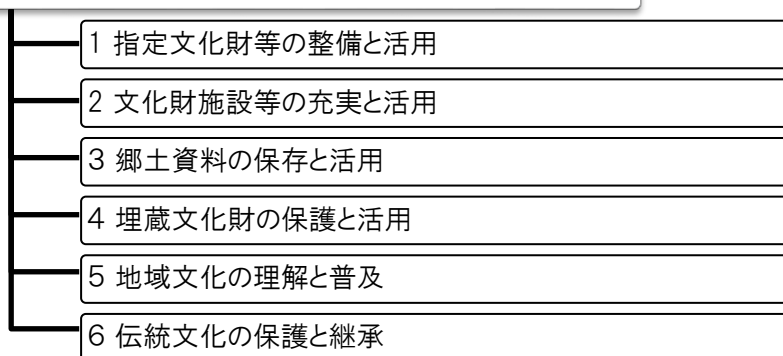 1 指定文化財等の整備と活用
2 文化財施設等の充実と活用
3 郷土資料の保存と活用
4 埋蔵文化財の保護と活用
5 地域文化の理解と普及
6 伝統文化の保護と継承